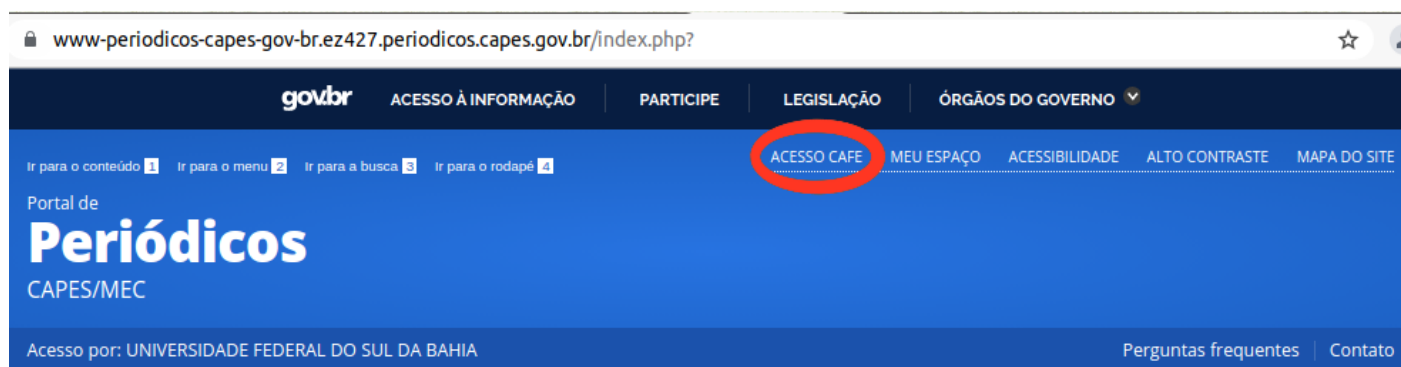 www-periodicos-capes-gov-br.ez427.periodicos.capes.gov.br/index.php?
govbr ACESSO À INFORMAÇÃO PARTICIPE LEGISLAÇÃO ÓRGÃOS DO GOVERNO
Ir para o conteúdo 1 Ir para o menu 2 Ir para a busca 3 Ir para o rodapé 4 ACESSO CAFE MEU ESPAÇO ACESSIBILIDADE ALTO CONTRASTE MAPA DO SITE
Portal de
Periódicos
CAPES/MEC
Acesso por: UNIVERSIDADE FEDERAL DO SUL DA BAHIA Perguntas frequentes Contato